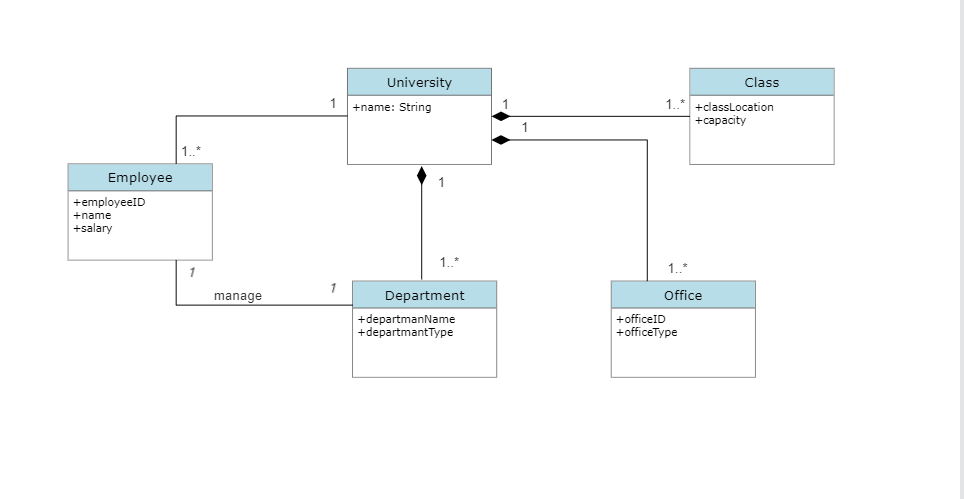 University
+name: String
Class
+classLocation
+capacity
1
1
1..*
1
1..*
Employee
+employeeID
+name
+salary
1
1..*
1..*
1
1
manage
Department
+departmanName
+departmantType
Office
+officeID
+officeType